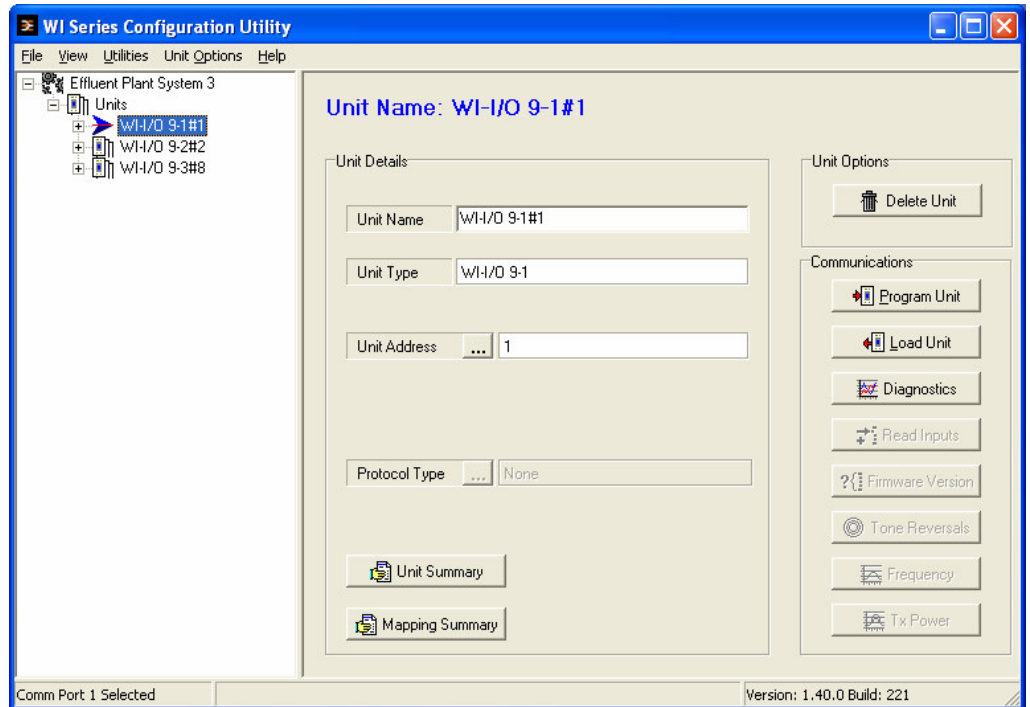 WI Series Configuration Utility
File View Utilities Unit Options Help
Effluent Plant System 3
Units
WI-I/O 9-1#1
WI-I/O 9-2#2
WI-I/O 9-3#8
Unit Name: WI-I/O 9-1#1
Unit Details
Unit Name WI-I/O 9-1#1
Unit Type WI-I/O 9-1
Unit Address ... 1
Protocol Type ... None
Unit Summary
Mapping Summary
Unit Options
Delete Unit
Communications
Program Unit
Load Unit
Diagnostics
Read Inputs
Firmware Version
Tone Reversals
Frequency
Tx Power
Comm Port 1 Selected
Version: 1.40.0 Build: 221